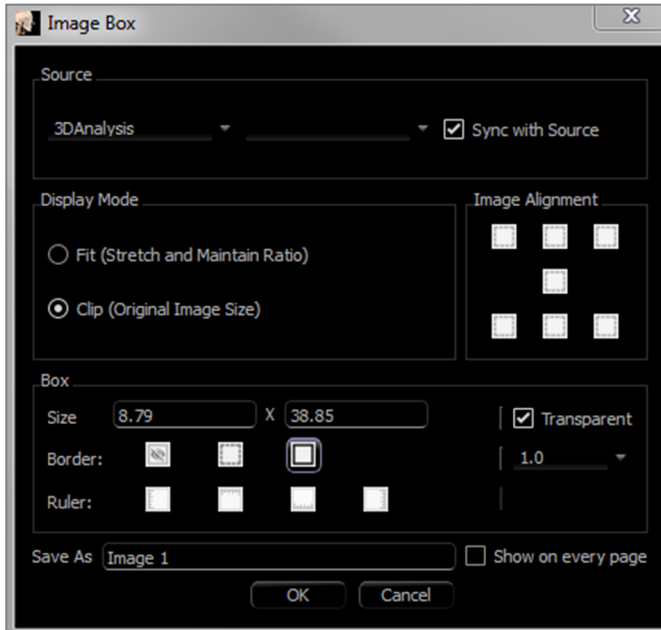 Image Box
Source
3DAnalysis
Sync with Source
Display Mode
Image Alignment
Fit (Stretch and Maintain Ratio)
Clip (Original Image Size)
Box
Size 8.79 X 38.85 Transparent
Border: 1.0
Ruler:
Save As Image 1 Show on every page
OK Cancel